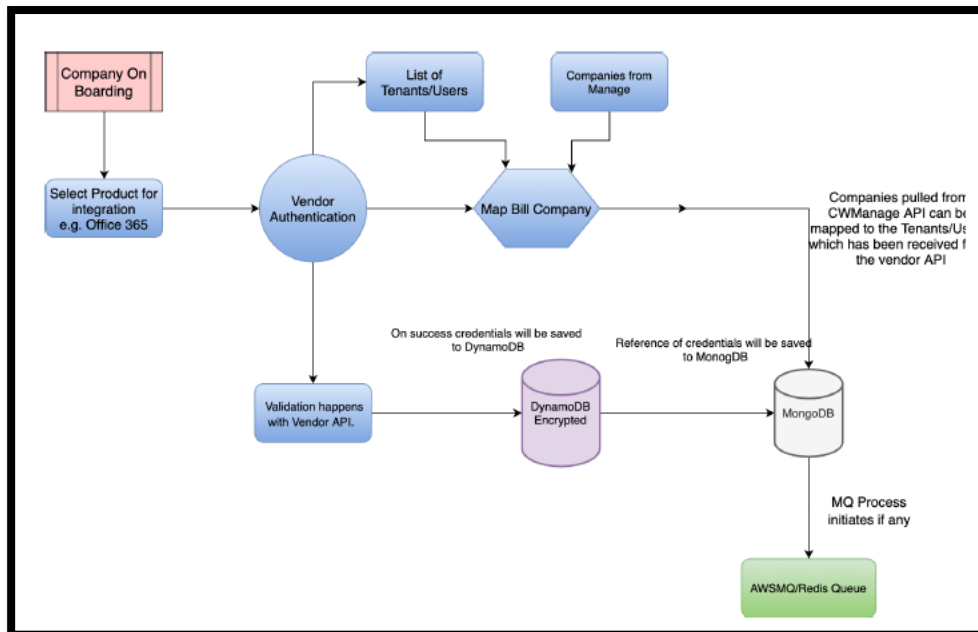 Company On
Boarding
List of
Tenants/Users
Companies from
Manage
Select Product for
integration
e.g. Office 365
Vendor
Authentication
Map Bill Company
Companies pulled from
CWManage API can be
mapped to the Tenants/Us
which has been received f
the vendor API
On success credentials will be saved
to DynamoDB
Reference of credentials will be saved
to MonogDB
Validation happens
with Vendor API.
DynamoDB
Encrypted
MongoDB
MQ Process
initiates if any
AWSMQ/Redis Queue